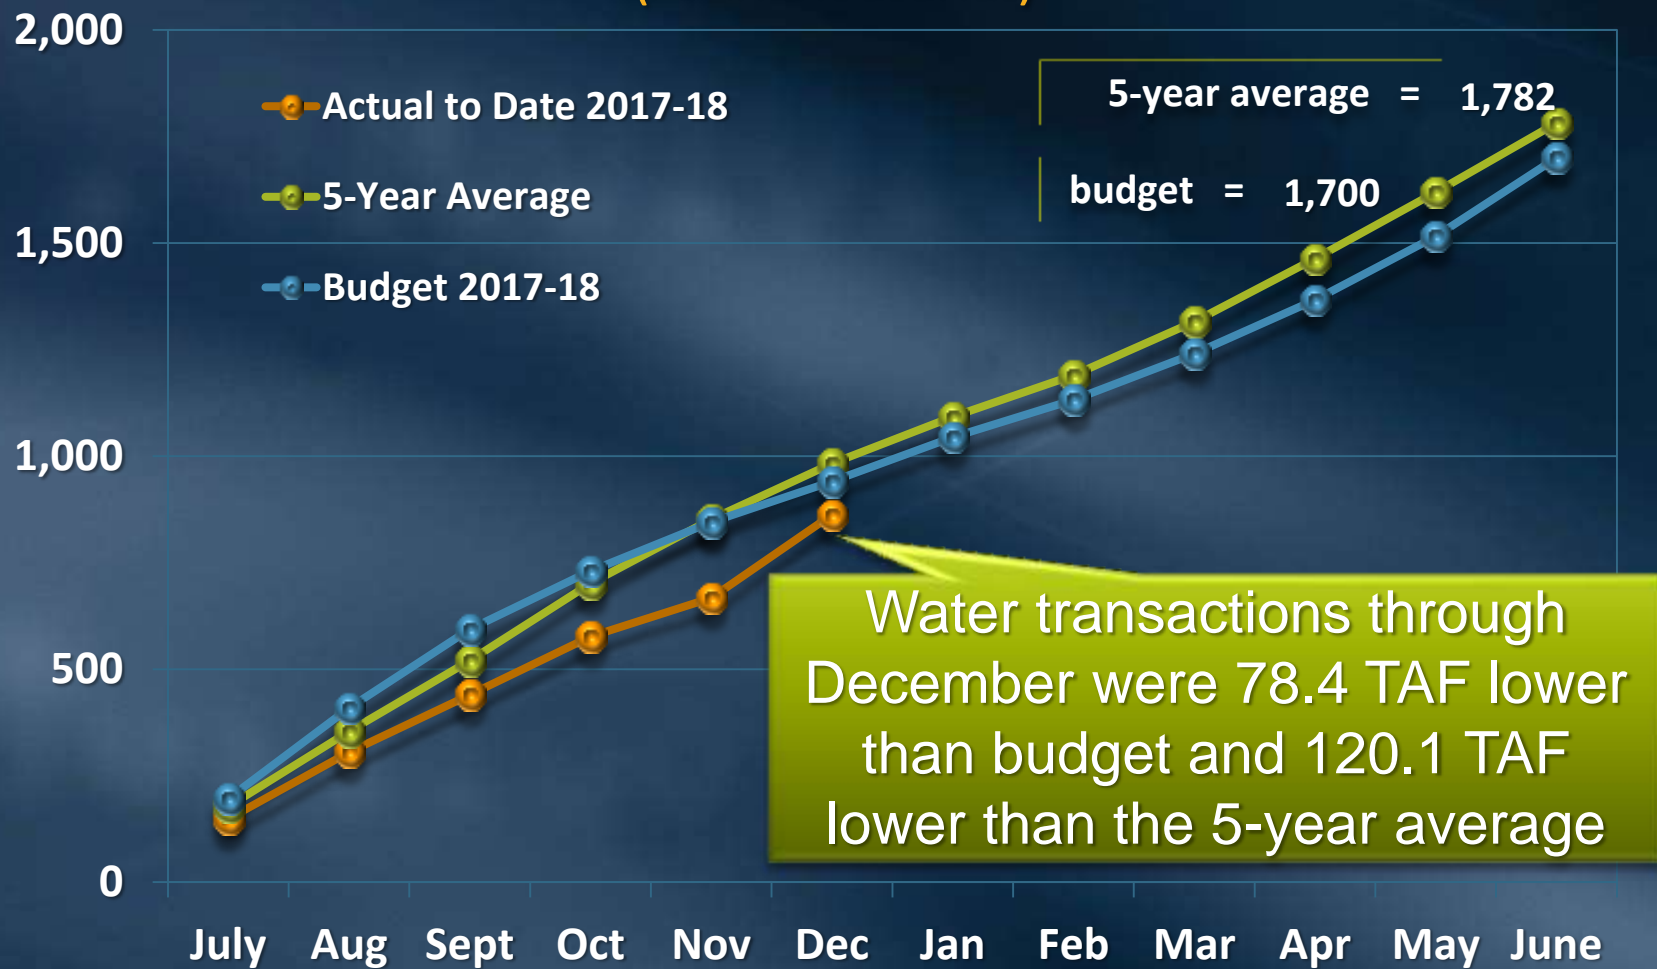 2,000
1,500
1,000
500
0
Actual to Date 2017-18
5-Year Average
Budget 2017-18
5-year average = 1,782
budget = 1,700
Water transactions through
December were 78.4 TAF lower
than budget and 120.1 TAF
lower than the 5-year average
July Aug Sept Oct Nov Dec Jan Feb Mar Apr May June